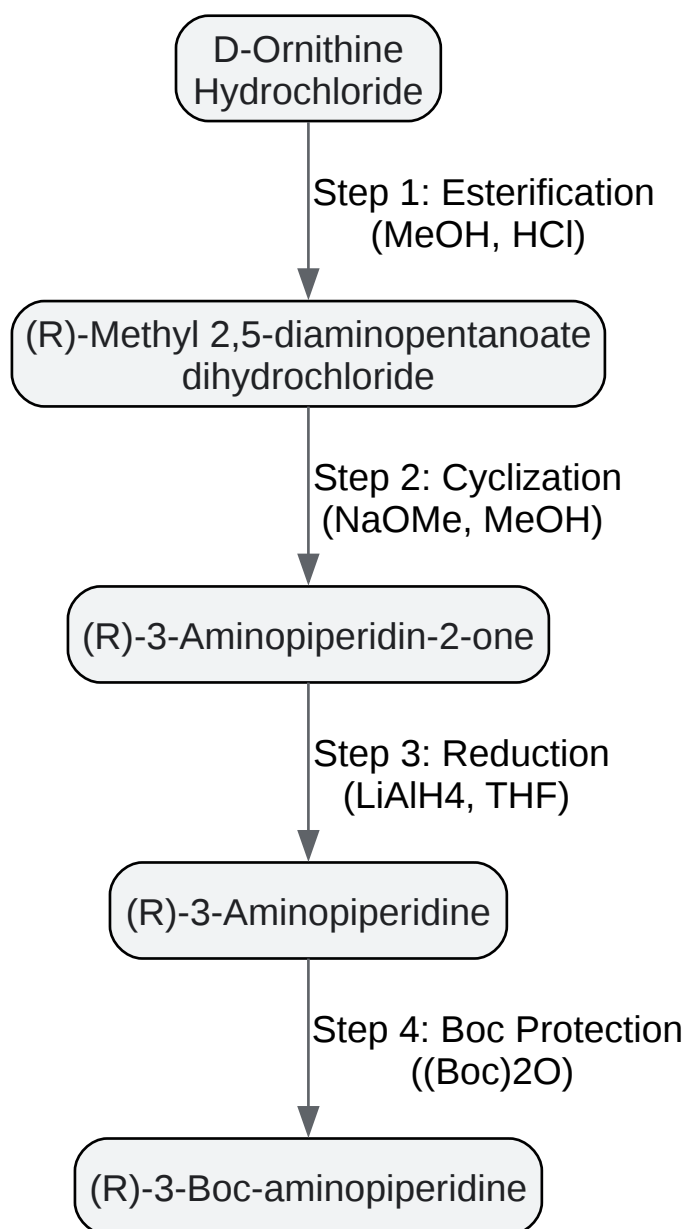 D-Ornithine
Hydrochloride
Step 1: Esterification
(MeOH, HCl)
(R)-Methyl 2,5-diaminopentanoate
dihydrochloride
Step 2: Cyclization
(NaOMe, MeOH)
(R)-3-Aminopiperidin-2-one
Step 3: Reduction
(LiAlH4, THF)
(R)-3-Aminopiperidine
Step 4: Boc Protection
((Boc)2O)
(R)-3-Boc-aminopiperidine